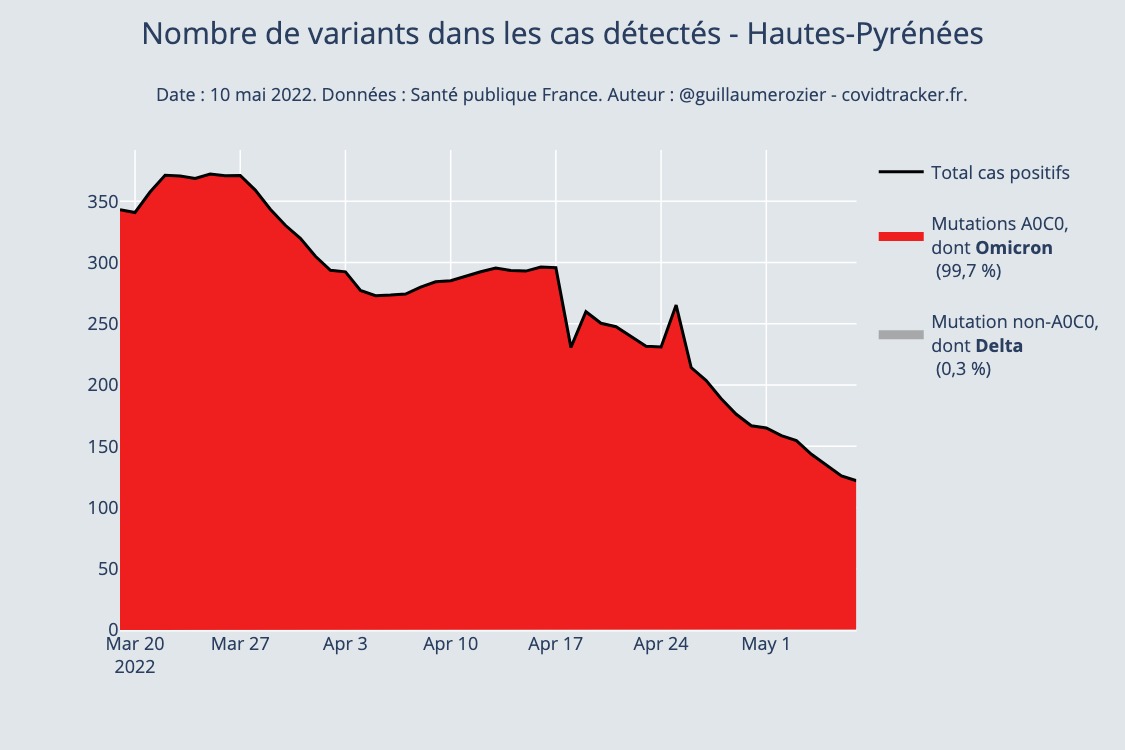 Nombre de variants dans les cas détectés - Hautes-Pyrénées
Date : 10 mai 2022. Données : Santé publique France. Auteur : @guillaumerozier - covidtracker.fr.
Total cas positifs
Mutations A0C0,
dont Omicron
(99,7 %)
Mutation non-A0C0,
dont Delta
(0,3 %)
350
300
250
200
150
100
50
0
Mar 20
2022
Mar 27
Apr 3
Apr 10
Apr 17
Apr 24
May 1